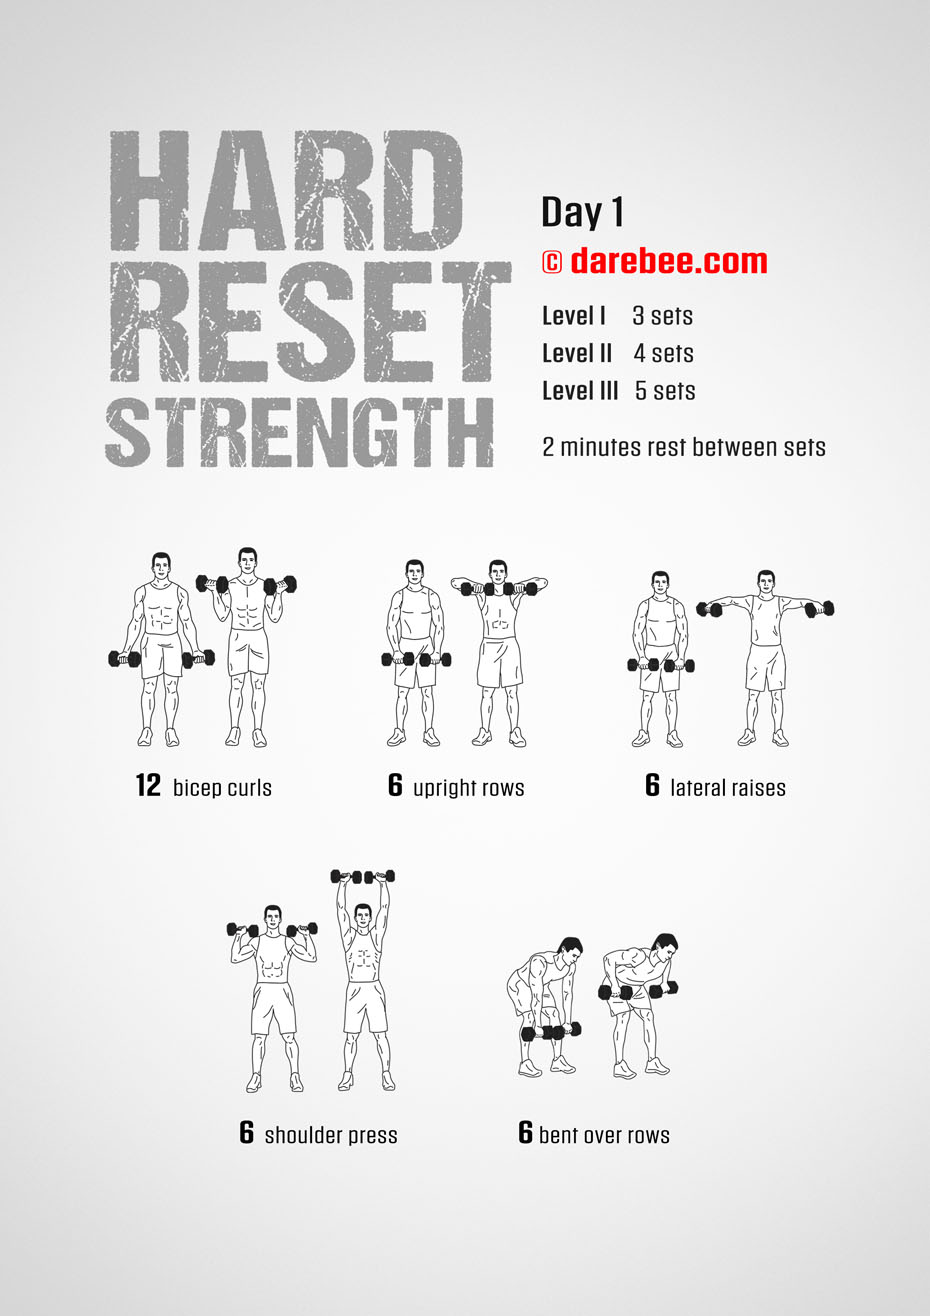 HARD
RESET
STRENGTH
Day 1
© darebee.com
Level I 3 sets
Level II 4 sets
Level III 5 sets
2 minutes rest between sets
12 bicep curls
6 upright rows
6 lateral raises
6 shoulder press
6 bent over rows